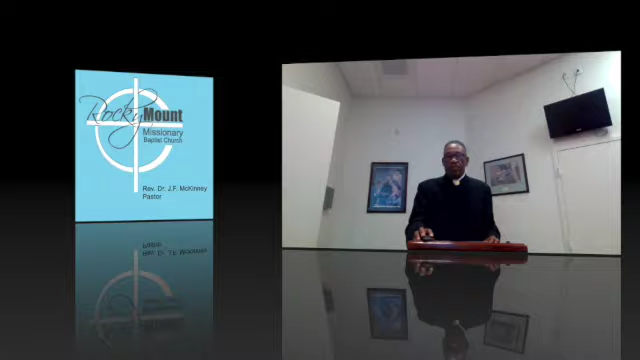 Rocky Mount
Missionary
Baptist Church
Rev. Dr. J.F. McKinney
Pastor